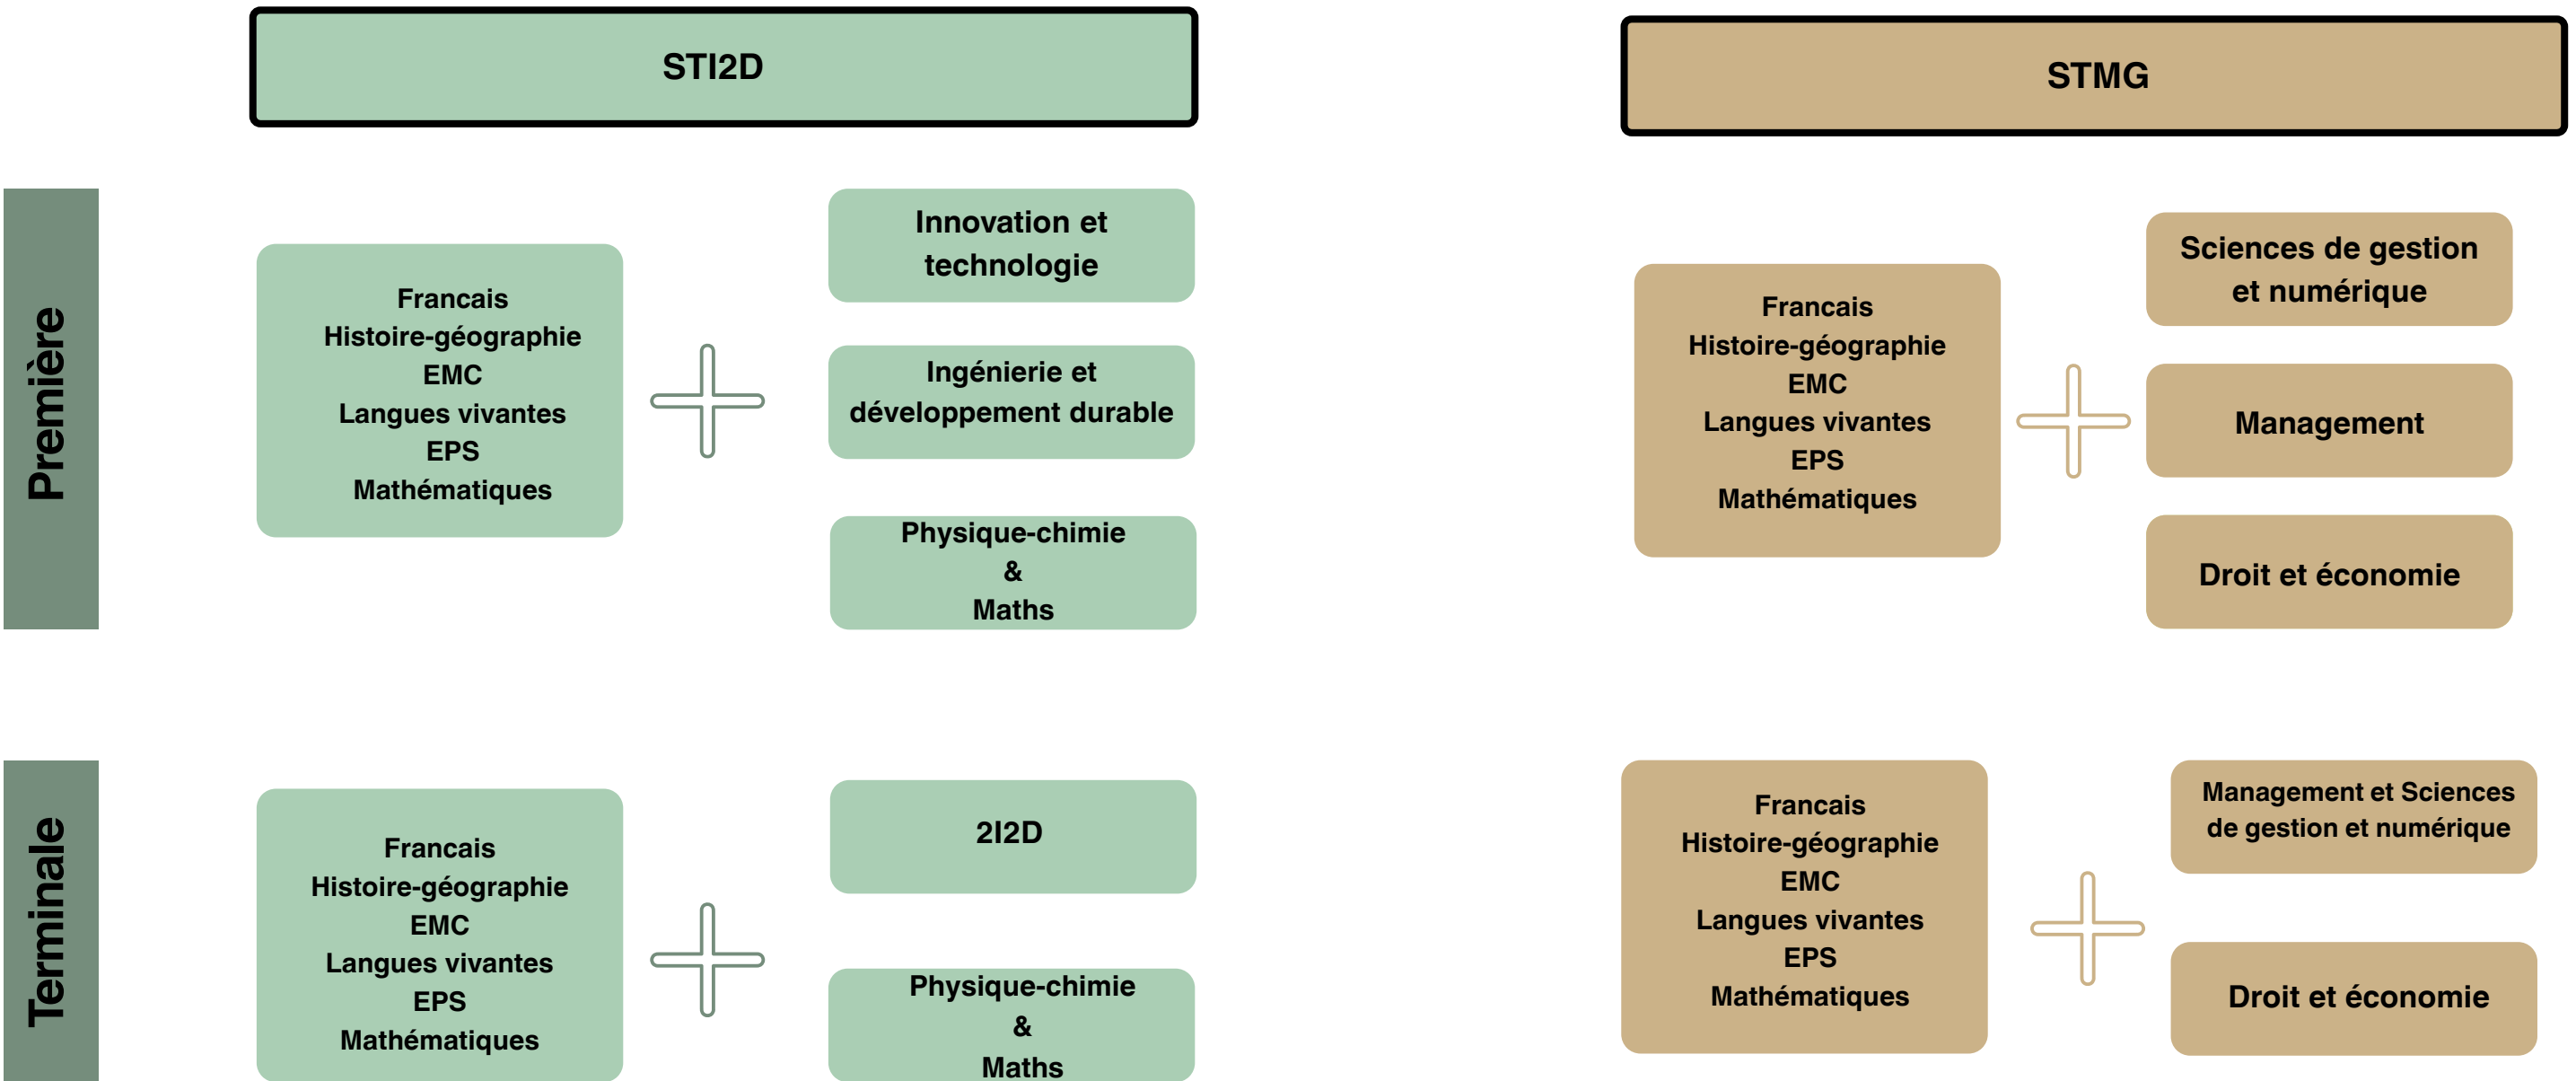 STI2D
STMG
Première
Francais
Histoire-géographie
EMC
Langues vivantes
EPS
Mathématiques
Innovation et
technologie
Ingénierie et
développement durable
Physique-chimie
&
Maths
Francais
Histoire-géographie
EMC
Langues vivantes
EPS
Mathématiques
Sciences de gestion
et numérique
Management
Droit et économie
Terminale
Francais
Histoire-géographie
EMC
Langues vivantes
EPS
Mathématiques
2I2D
Physique-chimie
&
Maths
Francais
Histoire-géographie
EMC
Langues vivantes
EPS
Mathématiques
Management et Sciences
de gestion et numérique
Droit et économie